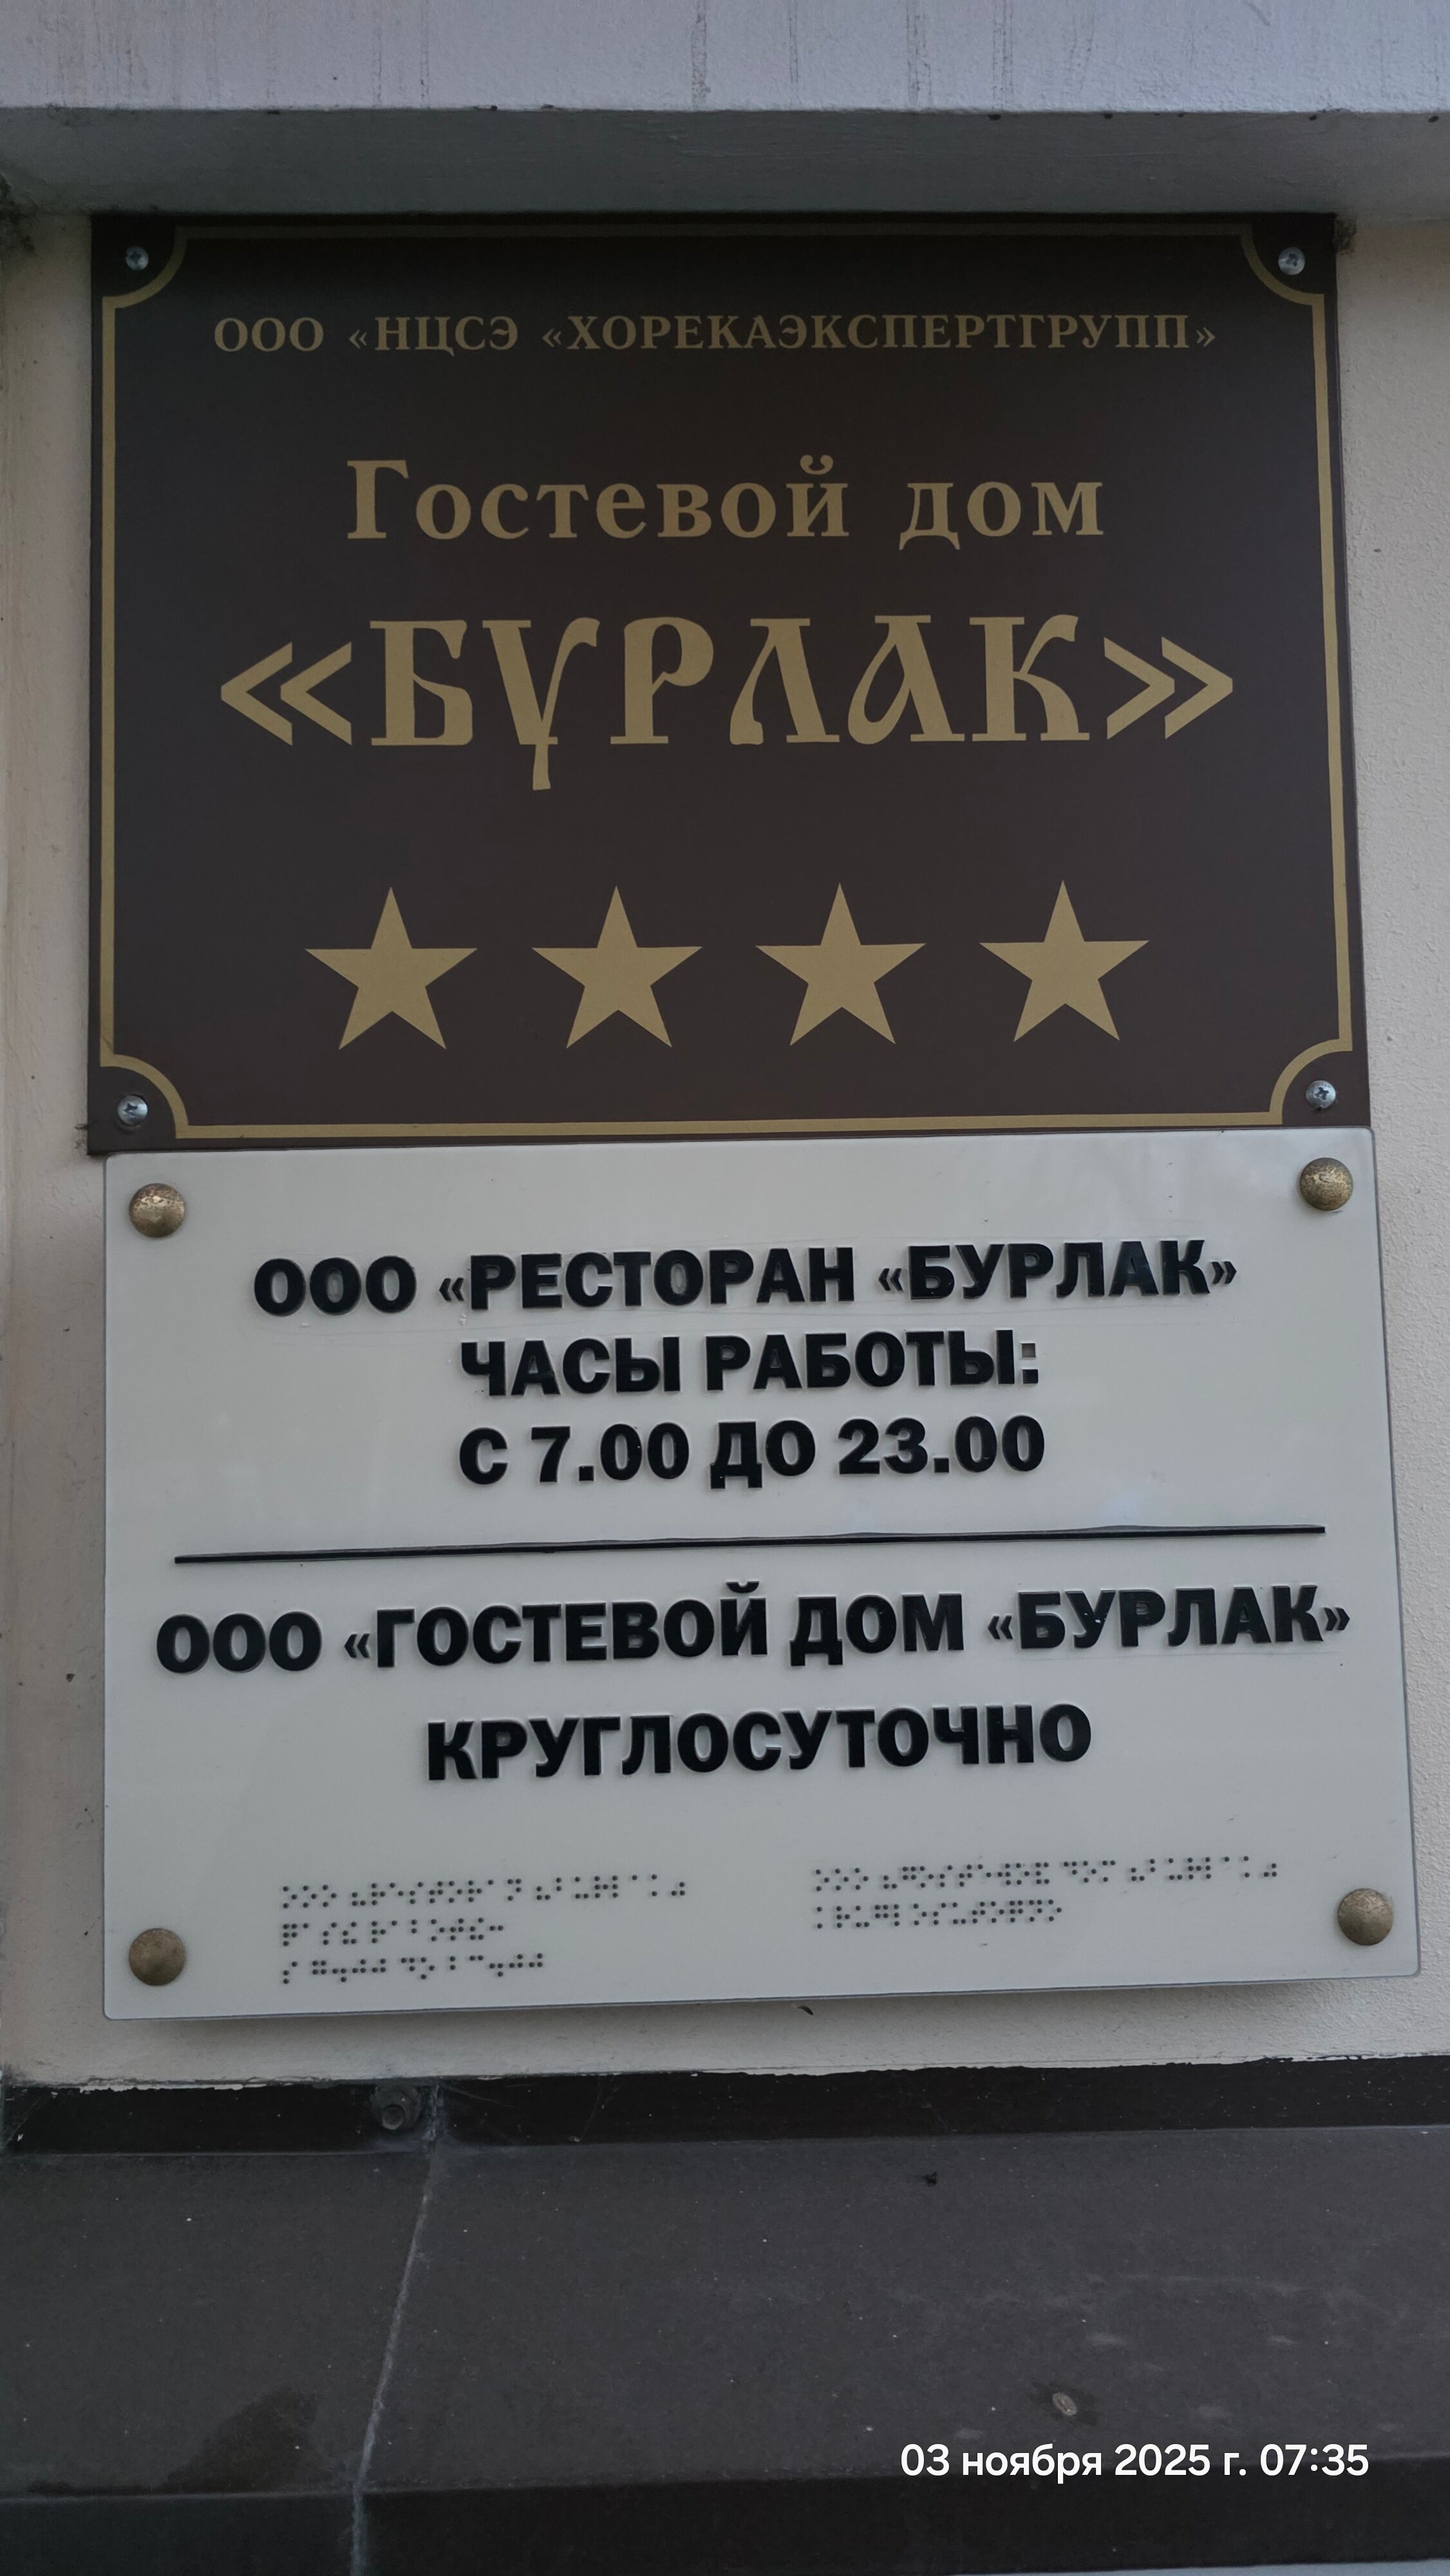 ООО «НЦСЭ «ХОРЕКАЭКСПЕРТГРУПП»
Гостевой дом
«БУРЛАК»
ООО «РЕСТОРАН «БУРЛАК»
ЧАСЫ РАБОТЫ:
С 7.00 ДО 23.00
ООО «ГОСТЕВОЙ ДОМ «БУРЛАК»
КРУГЛОСУТОЧНО
03 ноября 2025 г. 07:35